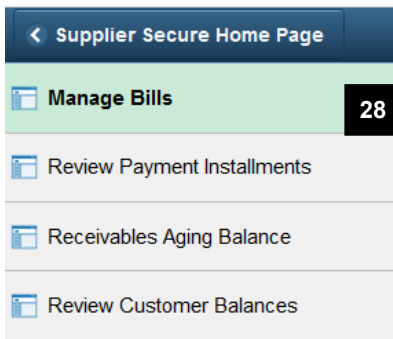 Supplier Secure Home Page
Manage Bills
28
Review Payment Installments
Receivables Aging Balance
Review Customer Balances